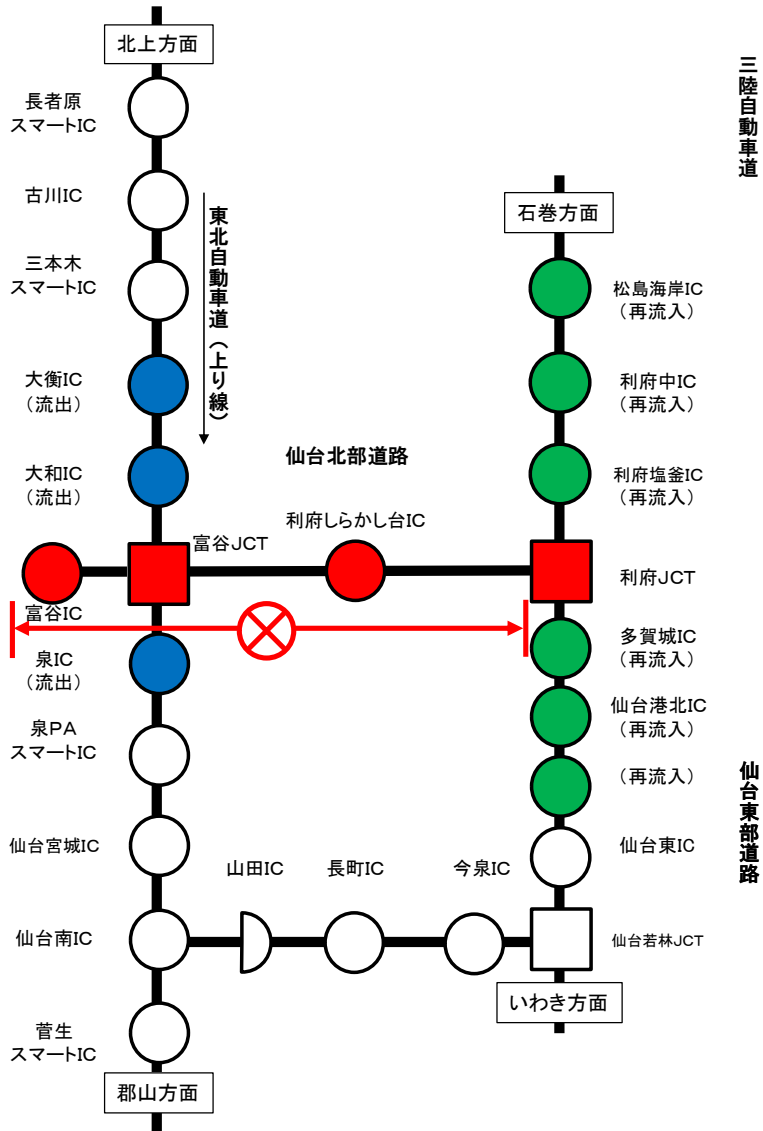 北上方面
長者原
スマートIC
古川IC
三本木
スマートIC
大衡IC
(流出)
大和IC
(流出)
東北自動車道(上り線)
仙台北部道路
利府しらかし台IC
富谷JCT
富谷IC
泉IC
(流出)
泉PA
スマートIC
仙台宮城IC
仙台南IC
菅生
スマートIC
郡山方面
山田IC
長町IC
今泉IC
三陸自動車道
石巻方面
松島海岸IC
(再流入)
利府中IC
(再流入)
利府塩釜IC
(再流入)
利府JCT
多賀城IC
(再流入)
仙台港北IC
(再流入)
(再流入)
仙台東IC
仙台若林JCT
いわき方面
仙台東部道路